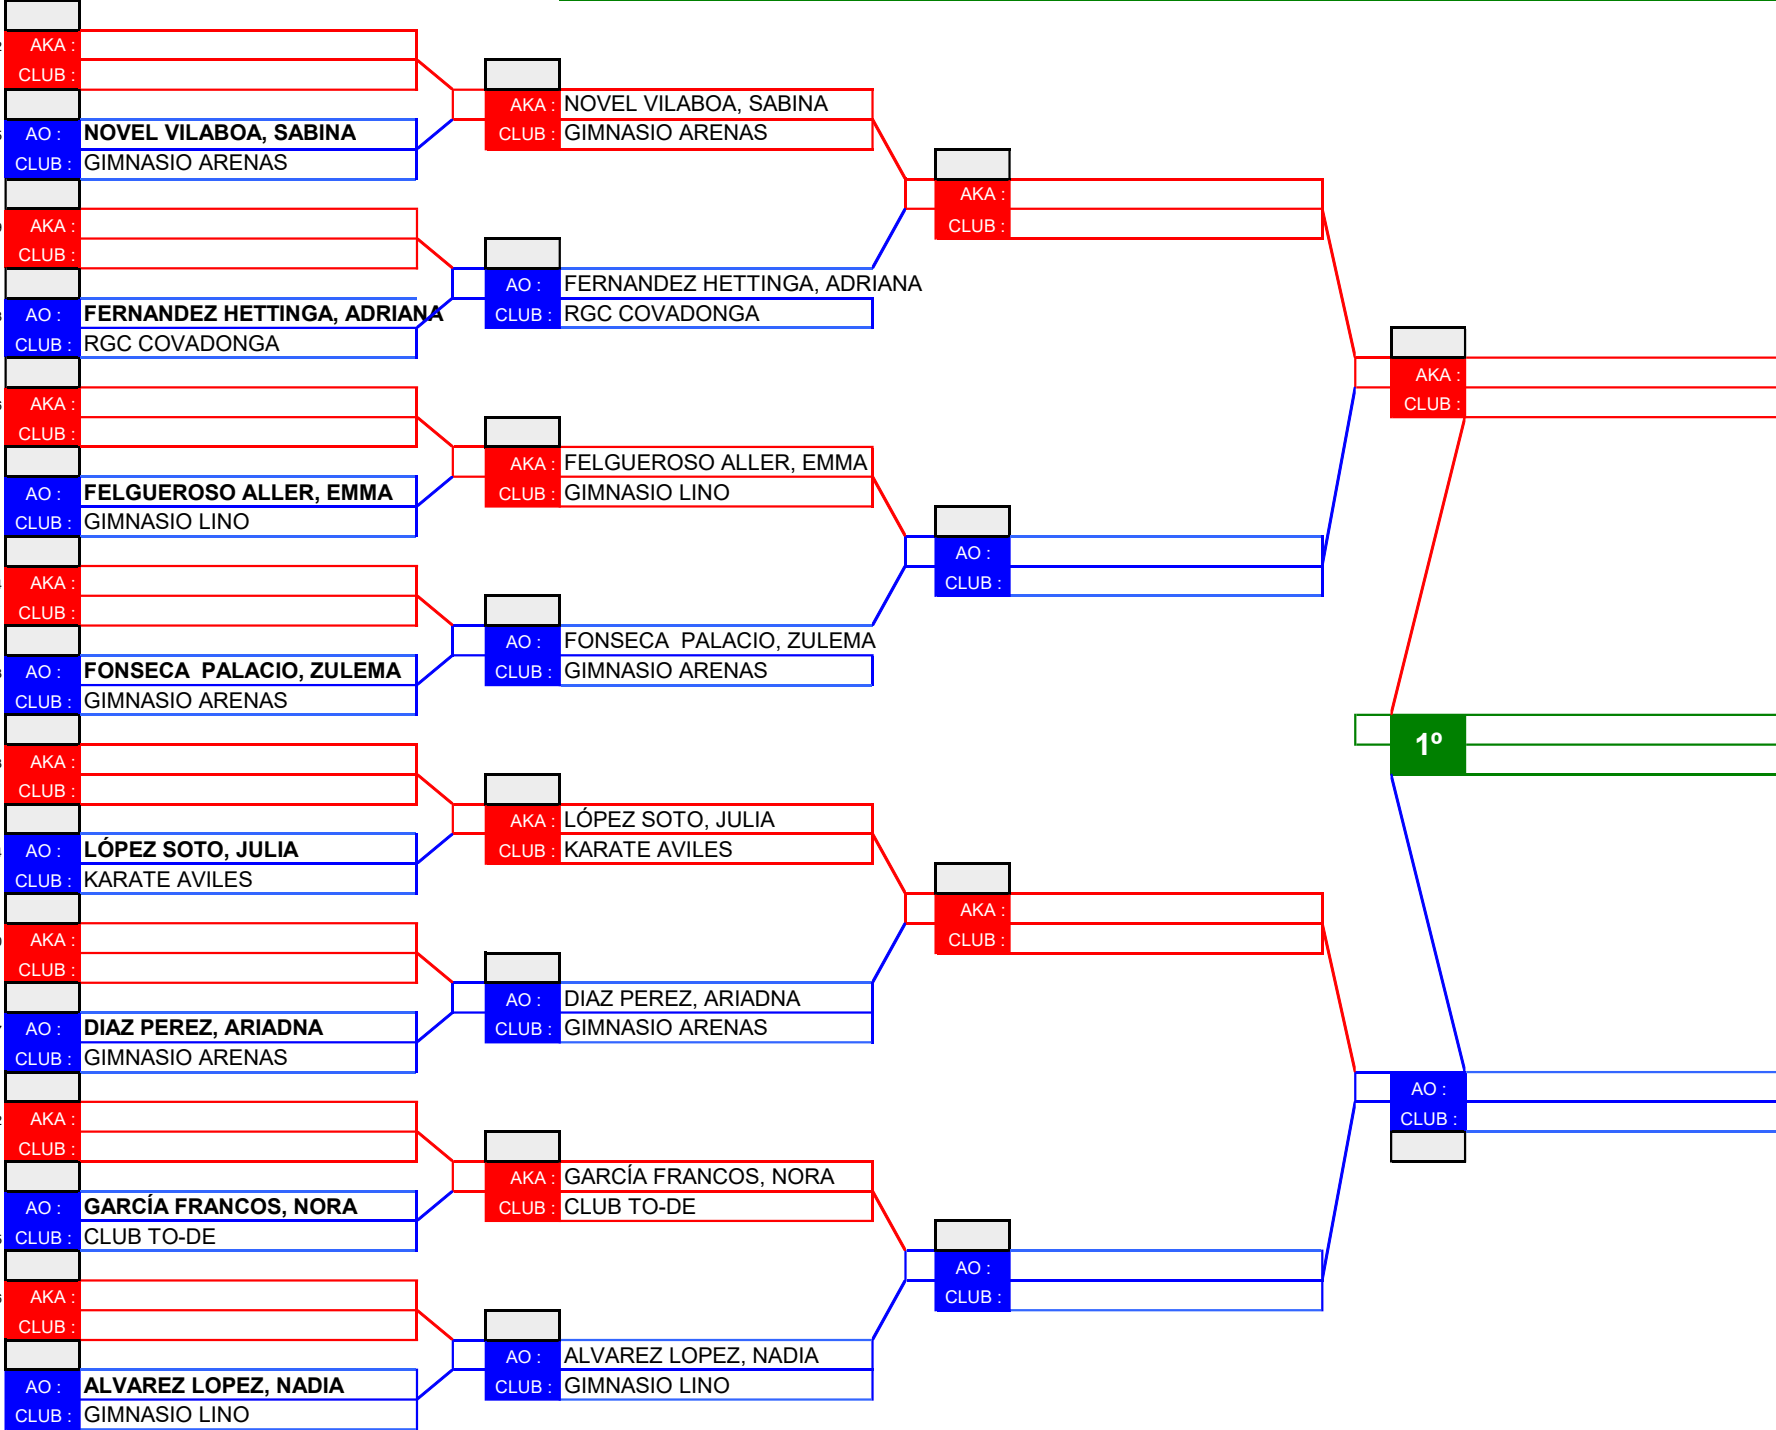 AKA :
CLUB :
AO : NOVEL VILABOA, SABINA
CLUB : GIMNASIO ARENAS
AKA :
CLUB :
AO : FERNANDEZ HETTINGA, ADRIANA
CLUB : RGC COVADONGA
AKA :
CLUB :
AO : FELGUEROSO ALLER, EMMA
CLUB : GIMNASIO LINO
AKA :
CLUB :
AO : FONSECA  PALACIO, ZULEMA
CLUB : GIMNASIO ARENAS
AKA :
CLUB :
AO : LÓPEZ SOTO, JULIA
CLUB : KARATE AVILES
AKA :
CLUB :
AO : DIAZ PEREZ, ARIADNA
CLUB : GIMNASIO ARENAS
AKA :
CLUB :
AO : GARCÍA FRANCOS, NORA
CLUB : CLUB TO-DE
AKA :
CLUB :
AO : ALVAREZ LOPEZ, NADIA
CLUB : GIMNASIO LINO
AKA : NOVEL VILABOA, SABINA
CLUB : GIMNASIO ARENAS
AO : FERNANDEZ HETTINGA, ADRIANA
CLUB : RGC COVADONGA
AKA : FELGUEROSO ALLER, EMMA
CLUB : GIMNASIO LINO
AO : FONSECA  PALACIO, ZULEMA
CLUB : GIMNASIO ARENAS
AKA : LÓPEZ SOTO, JULIA
CLUB : KARATE AVILES
AO : DIAZ PEREZ, ARIADNA
CLUB : GIMNASIO ARENAS
AKA : GARCÍA FRANCOS, NORA
CLUB : CLUB TO-DE
AO : ALVAREZ LOPEZ, NADIA
CLUB : GIMNASIO LINO
AKA :
CLUB :
AO :
CLUB :
AKA :
CLUB :
AO :
CLUB :
AKA :
CLUB :
1º
AO :
CLUB :